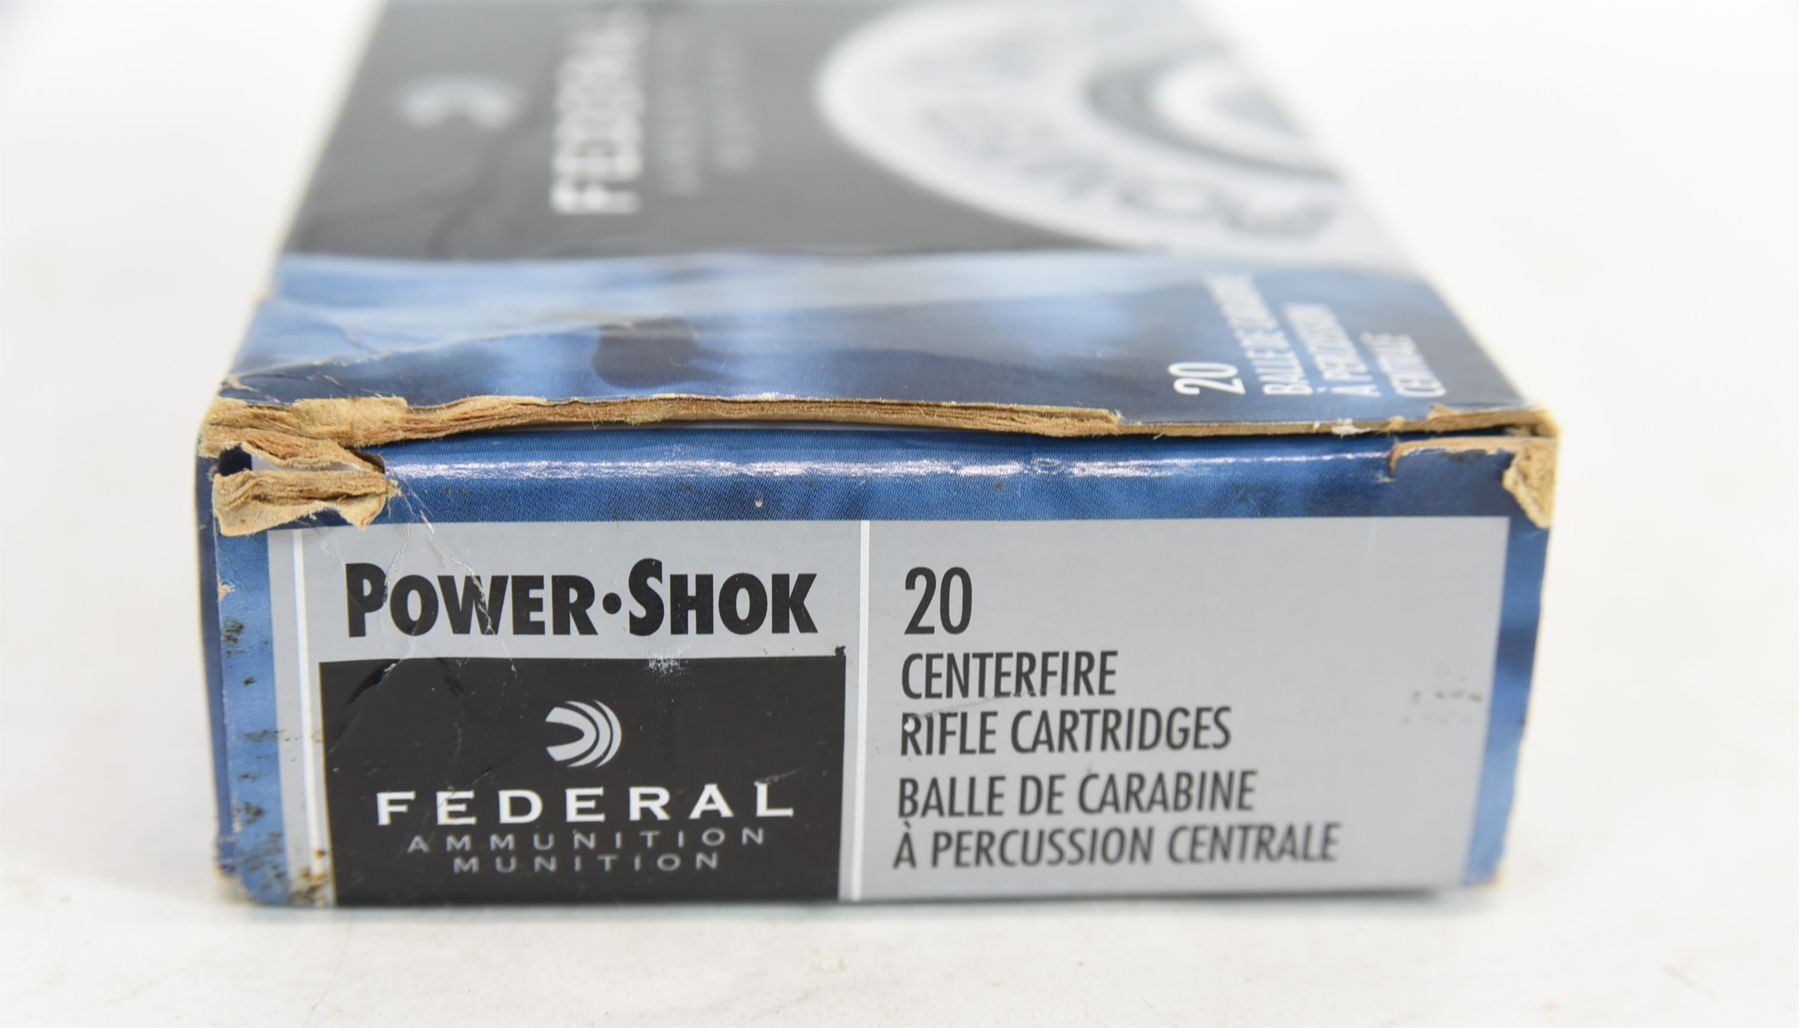 FEDERAL
20
BALLE DE CARABINE
À PERCUSSION
CENTRALE
POWER•SHOK
FEDERAL
AMMUNITION
MUNITION
20
CENTERFIRE
RIFLE CARTRIDGES
BALLE DE CARABINE
À PERCUSSION CENTRALE